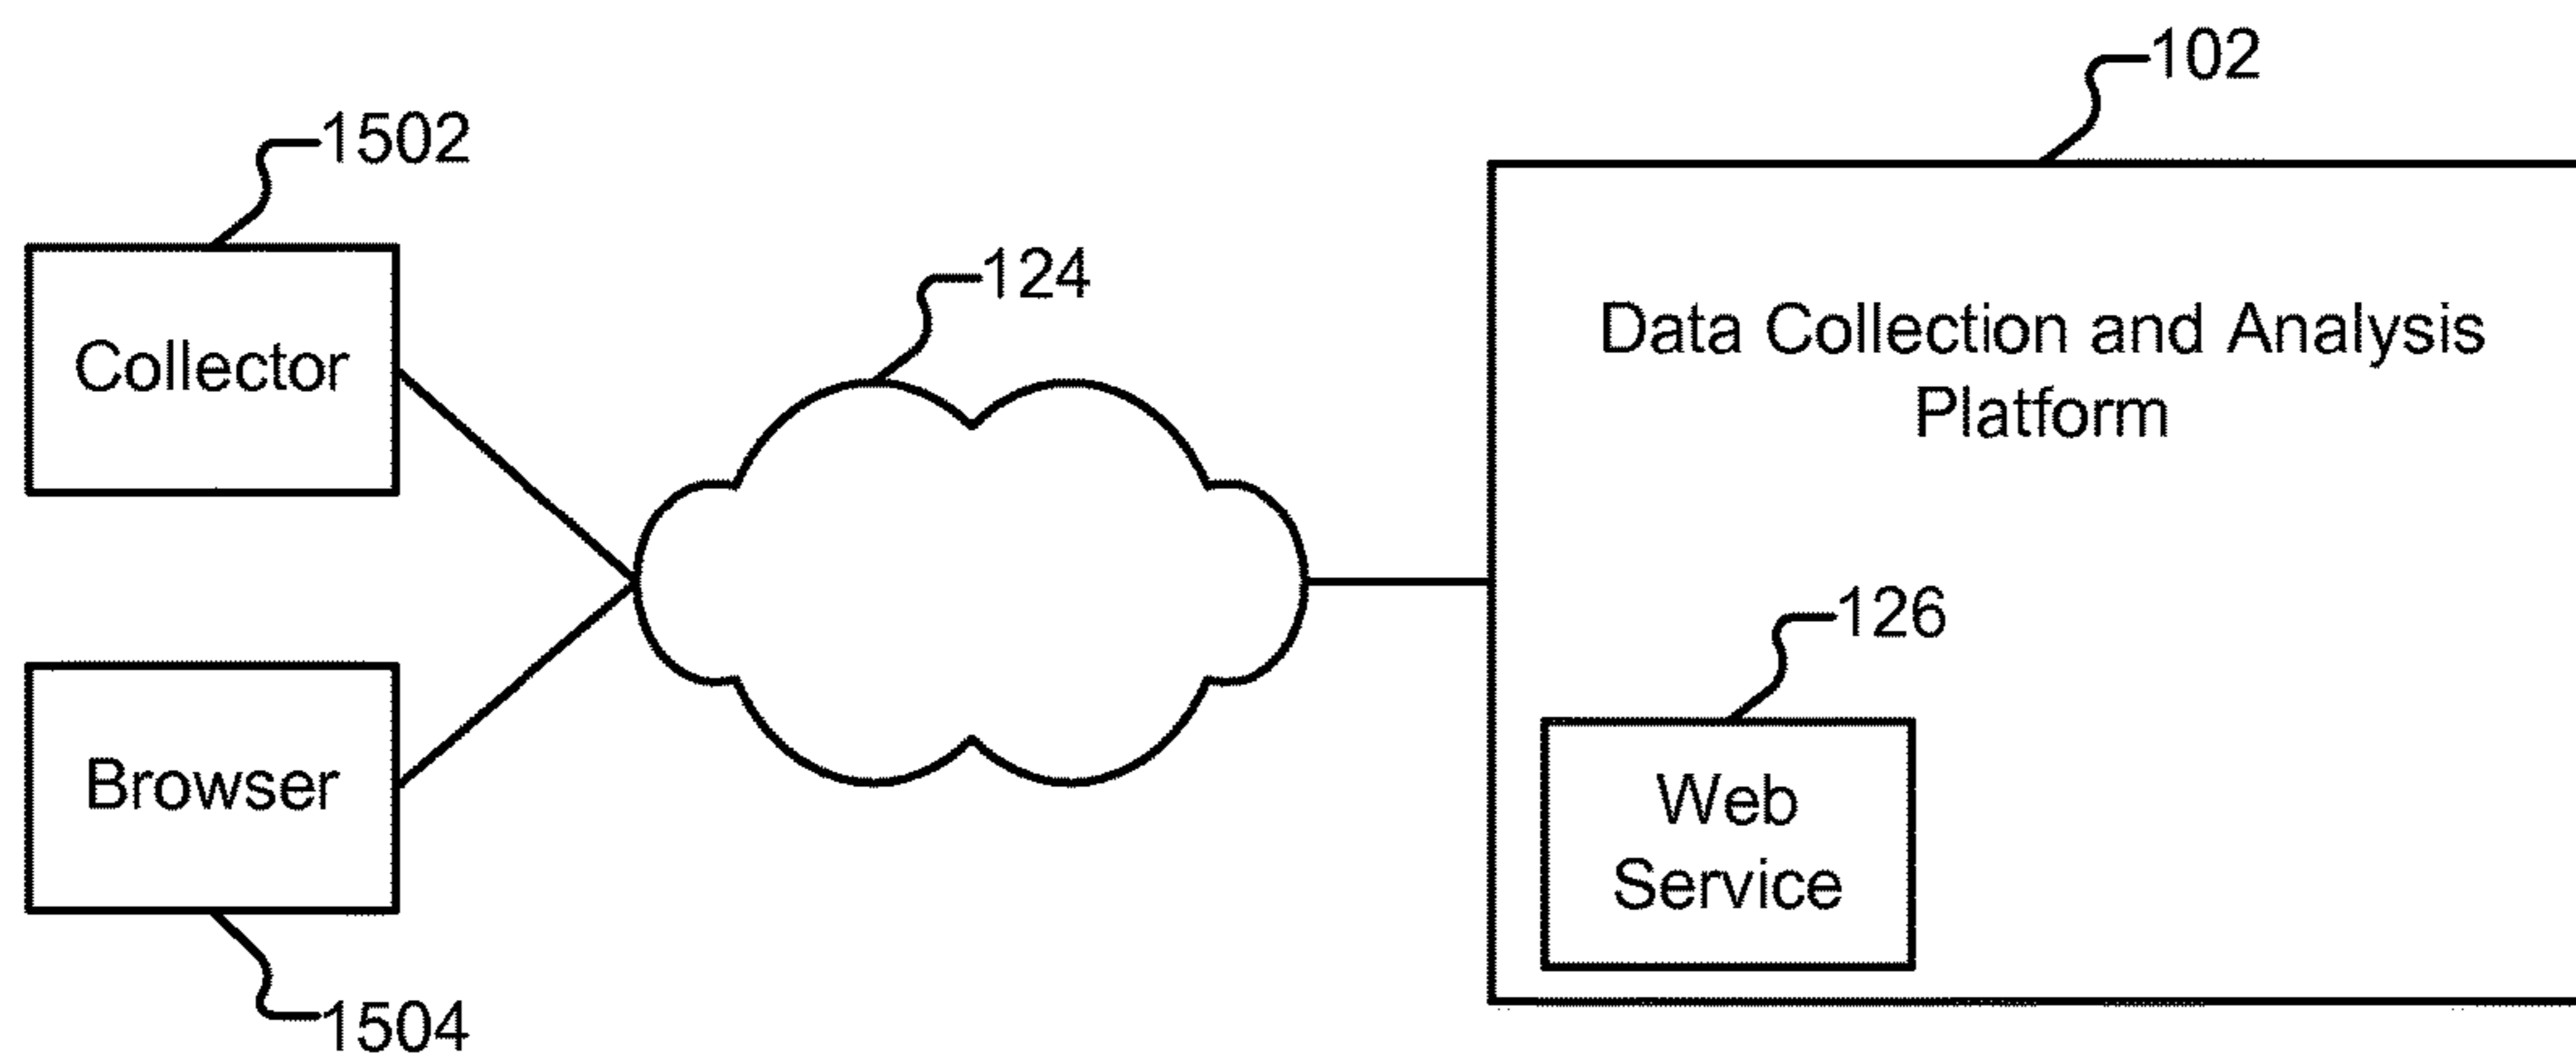 102
1502
124
Collector
Data Collection and Analysis
Platform
126
Browser
Web
Service
1504